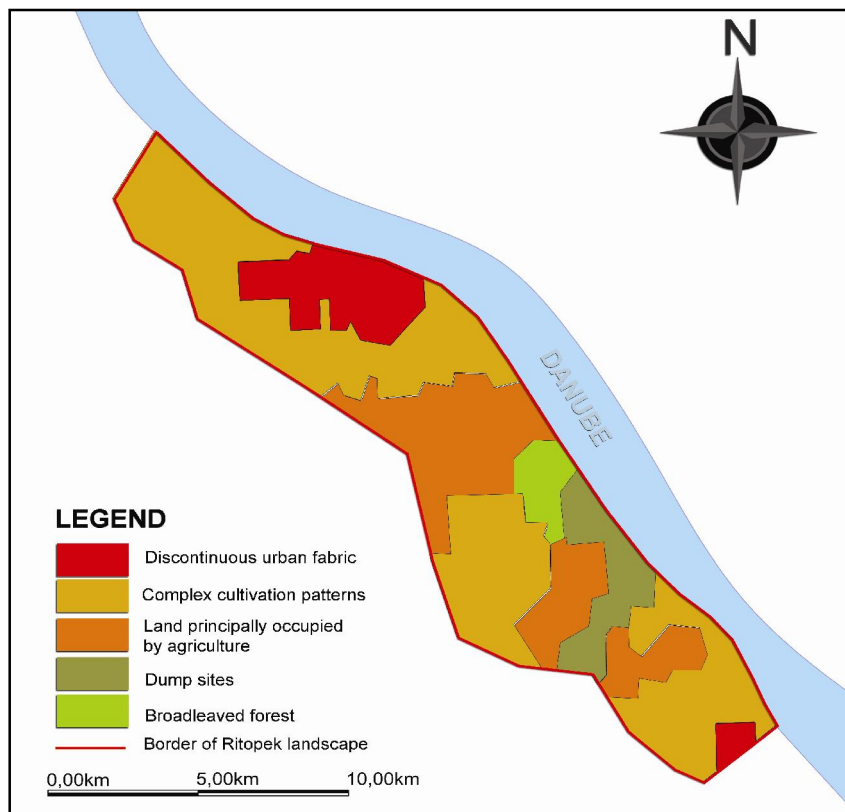 N
DANUBE
LEGEND
Discontinuous urban fabric
Complex cultivation patterns
Land principally occupied
by agriculture
Dump sites
Broadleaved forest
Border of Ritopek landscape
0,00km 5,00km 10,00km